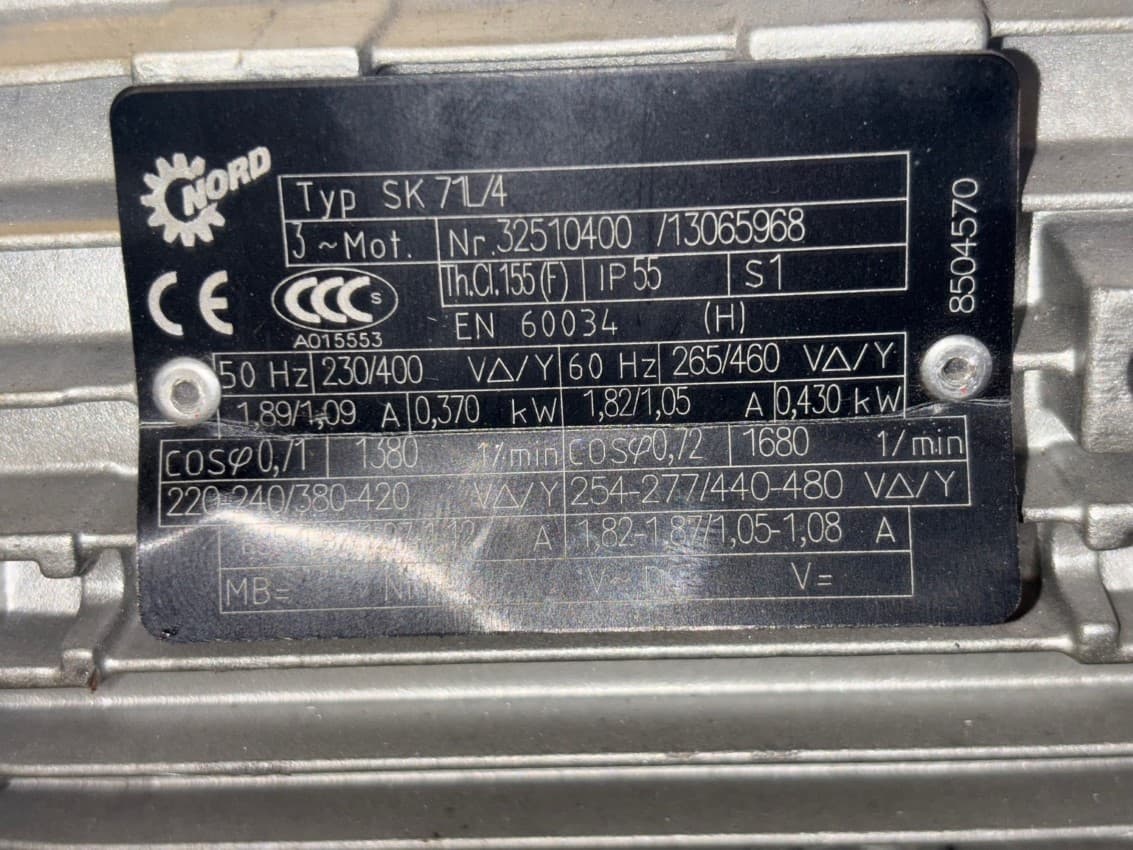 NORD
Typ SK 71L/4
3~Mot. Nr.32510400 /13065968
Th.Cl.155(F) IP55 S1
CE CCC S
EN 60034 (H)
A015553
85045570
50 Hz 230/400 V△/Y 60 Hz 265/460 V△/Y
1,89/1,09 A 0,370 kW 1,82/1,05 A 0,430 kW
COSφ0,71 1380 1/min COSφ0,72 1680 1/min
220-240/380-420 V△/Y 254-277/440-480 V△/Y
A 1,82-1,87/1,05-1,08 A
MB= V~ V=